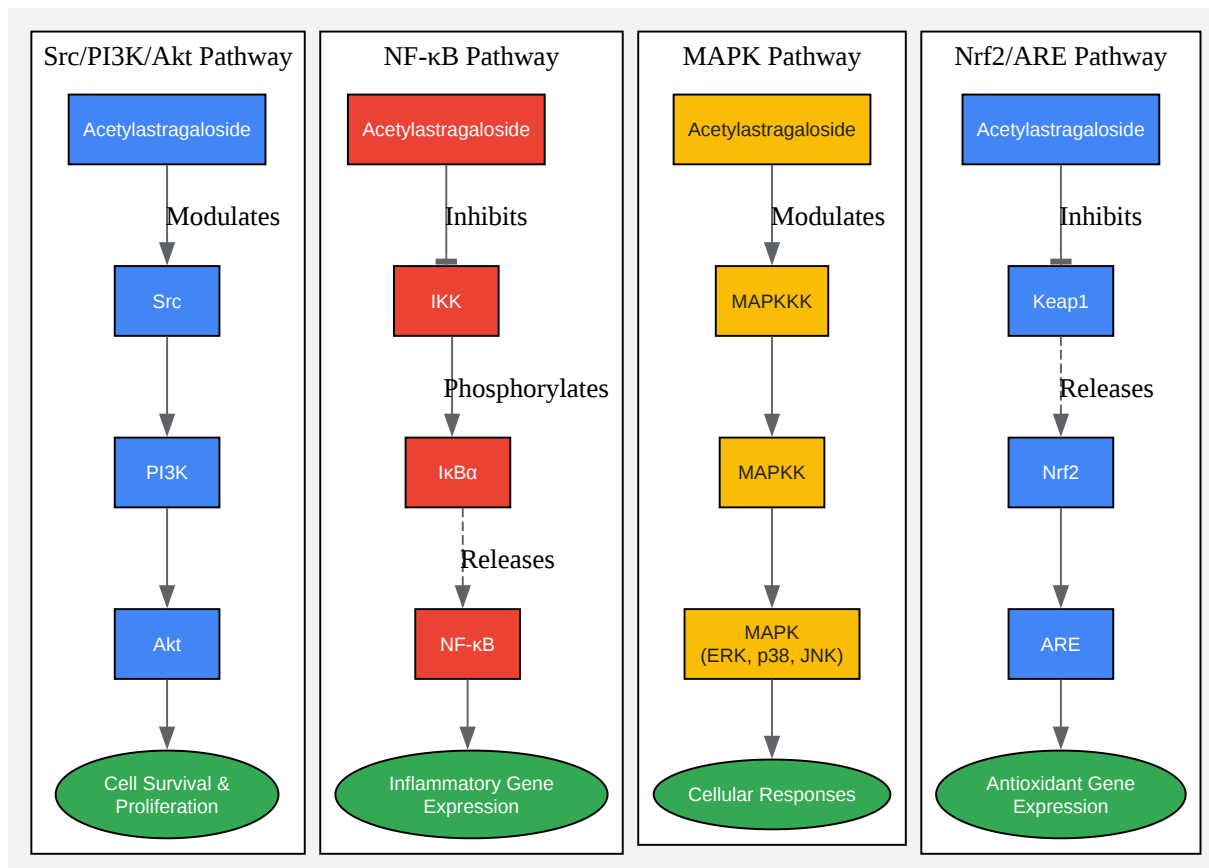 Src/PI3K/Akt Pathway
Acetylastragaloside
Modulates
Src
PI3K
Akt
Cell Survival &
Proliferation
NF-κB Pathway
Acetylastragaloside
Inhibits
IKK
Phosphorylates
IκBα
Releases
NF-κB
Inflammatory Gene
Expression
MAPK Pathway
Acetylastragaloside
Modulates
MAPKKK
MAPKK
MAPK
(ERK, p38, JNK)
Cellular Responses
Nrf2/ARE Pathway
Acetylastragaloside
Inhibits
Keap1
Releases
Nrf2
ARE
Antioxidant Gene
Expression